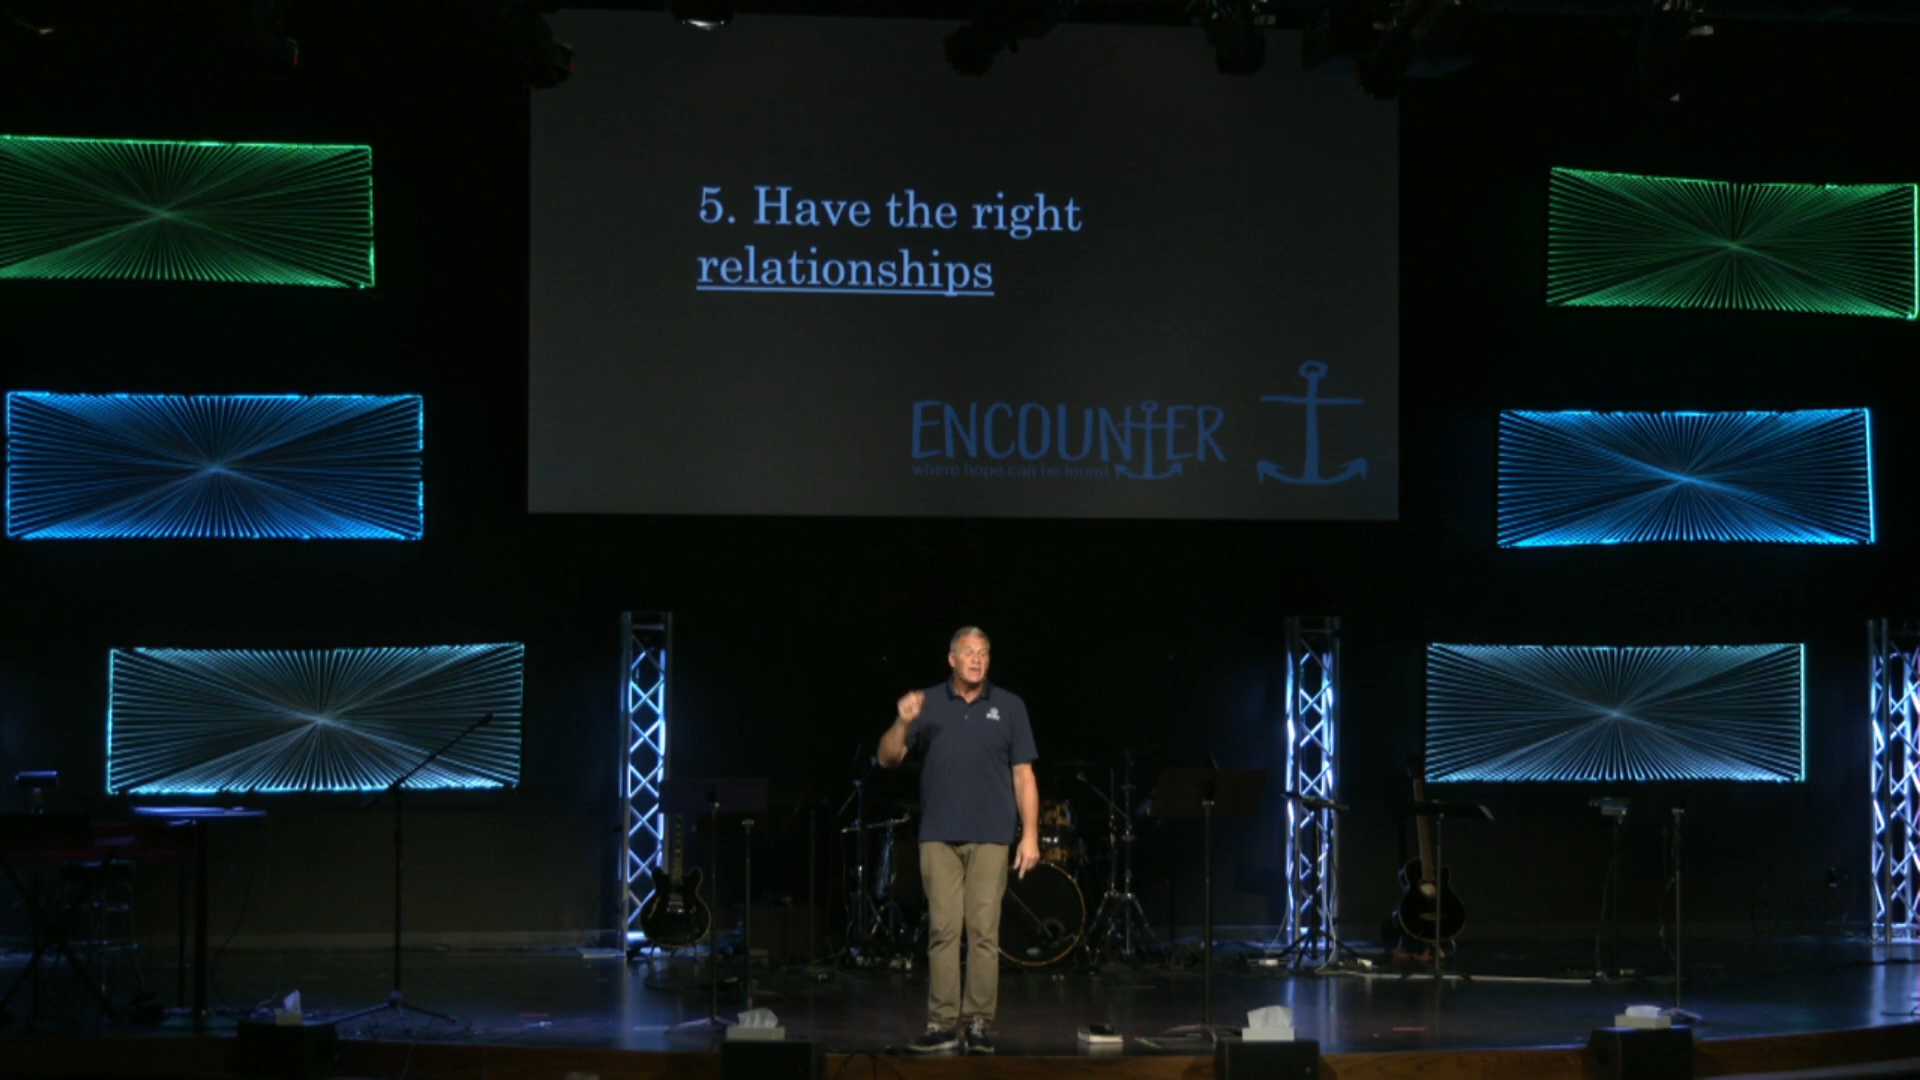 5. Have the right
relationships
ENCOUNTER
where hope can be found